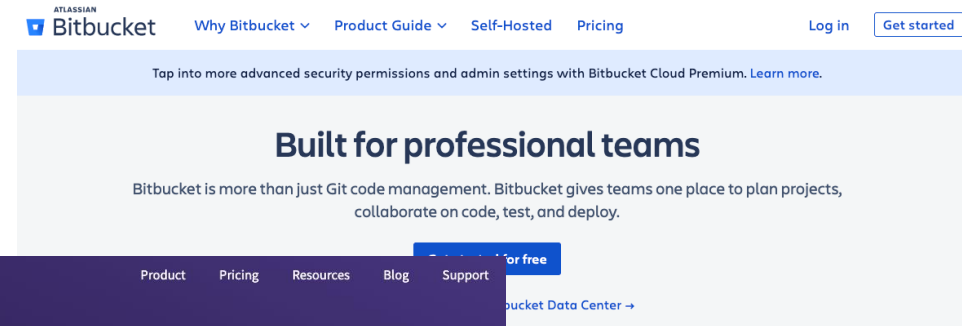 ATLASSIAN
Bitbucket
Why Bitbucket Product Guide Self-Hosted Pricing Log in Get started
Tap into more advanced security permissions and admin settings with Bitbucket Cloud Premium. Learn more.
Built for professional teams
Bitbucket is more than just Git code management. Bitbucket gives teams one place to plan projects,
collaborate on code, test, and deploy.
for free
Product Pricing Resources Blog Support
Data Center →